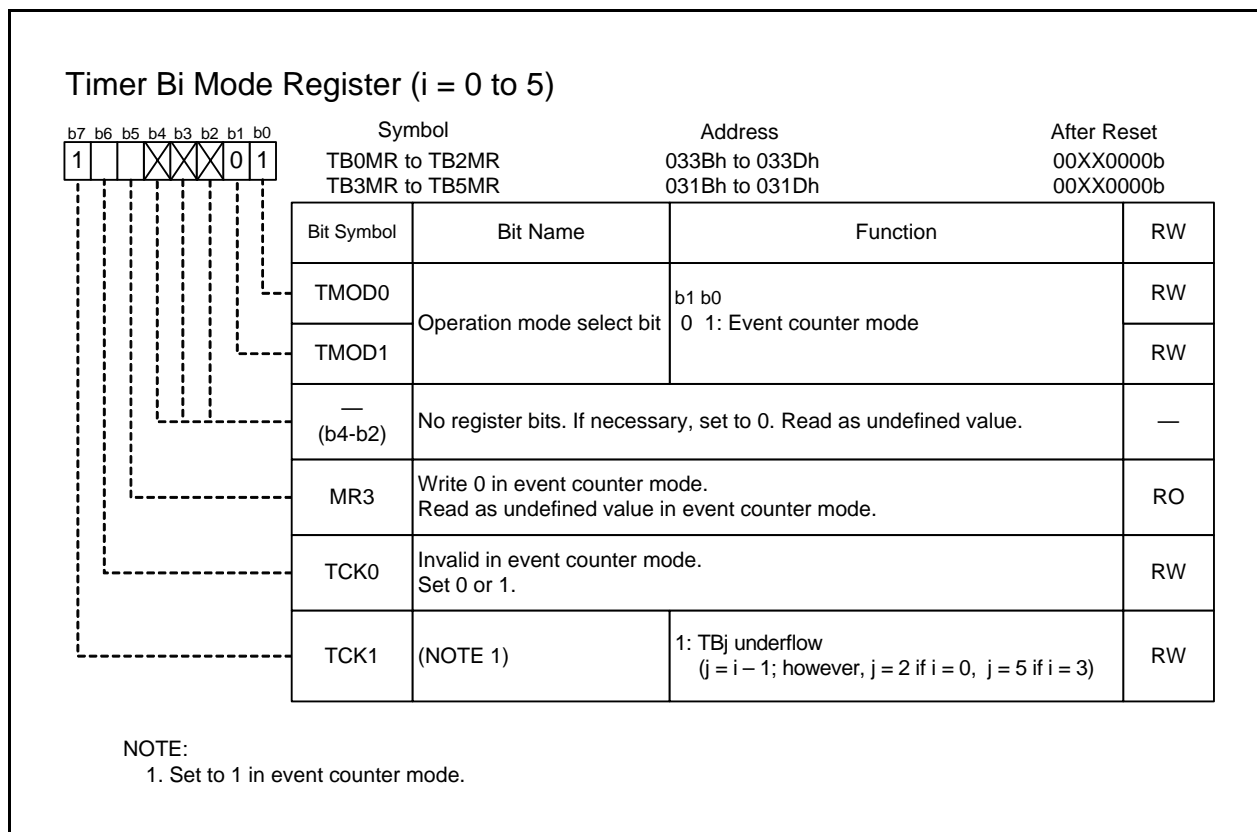 Timer Bi Mode Register (i = 0 to 5)
b7 b6 b5 b4 b3 b2 b1 b0
1 0 1
Symbol Address After Reset
TB0MR to TB2MR 033Bh to 033Dh 00XX0000b
TB3MR to TB5MR 031Bh to 031Dh 00XX0000b
Bit Symbol Bit Name Function RW
TMOD0 RW
Operation mode select bit
b1 b0
0 1: Event counter mode
TMOD1 RW
—
(b4-b2)
No register bits. If necessary, set to 0. Read as undefined value. —
MR3
Write 0 in event counter mode.
Read as undefined value in event counter mode.
RO
TCK0
Invalid in event counter mode.
Set 0 or 1.
RW
TCK1 (NOTE 1)
1: TBj underflow
(j = i – 1; however, j = 2 if i = 0, j = 5 if i = 3)
RW
NOTE:
1. Set to 1 in event counter mode.